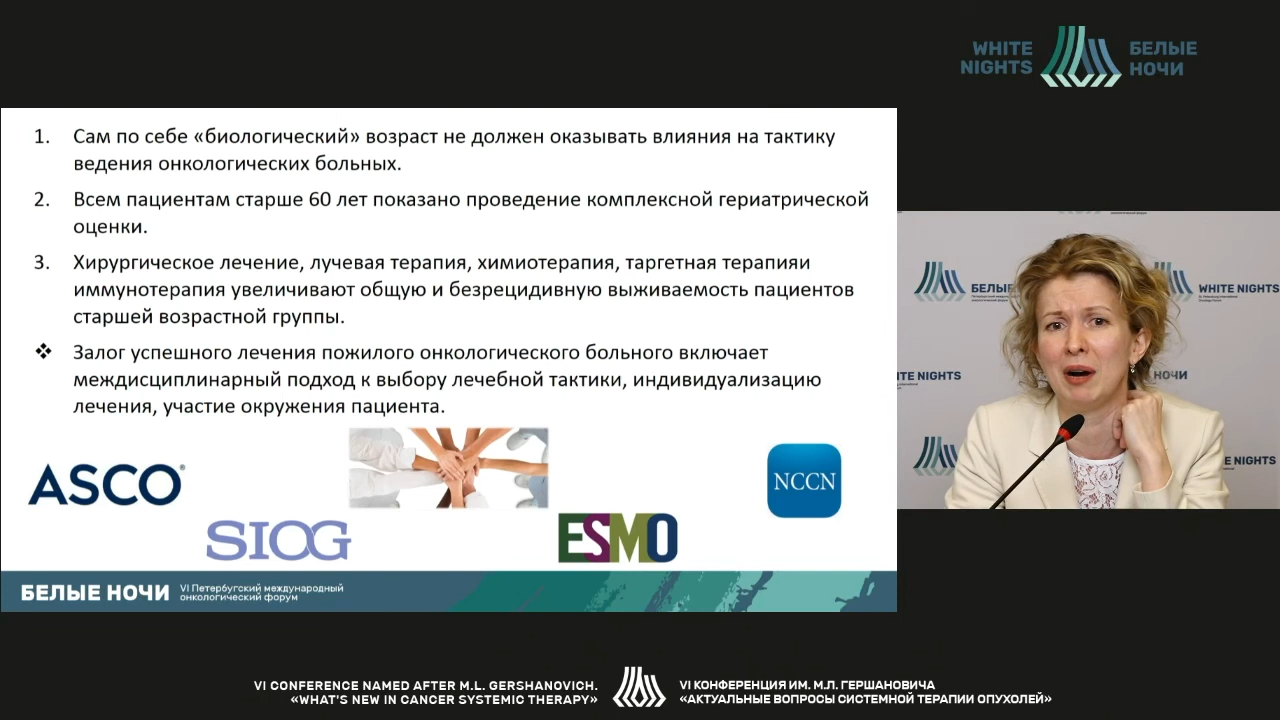 WHITE
NIGHTS
БЕЛЫЕ
НОЧИ
1. Сам по себе «биологический» возраст не должен оказывать влияния на тактику
ведения онкологических больных.
2. Всем пациентам старше 60 лет показано проведение комплексной гериатрической
оценки.
3. Хирургическое лечение, лучевая терапия, химиотерапия, таргетная терапияи
иммунотерапия увеличивают общую и безрецидивную выживаемость пациентов
старшей возрастной группы.
❖ Залог успешного лечения пожилого онкологического больного включает
междисциплинарный подход к выбору лечебной тактики, индивидуализацию
лечения, участие окружения пациента.
ASCO®
SIOG
ESMO
NCCN
БЕЛЫЕ НОЧИ
VI Петербугский международный
онкологический форум
БЕЛЫЕ
WHITE NIGHTS
ITE NIGHTS
НОЧИ
E NIGHTS
VI CONFERENCE NAMED AFTER M.L. GERSHANOVICH.
«WHAT'S NEW IN CANCER SYSTEMIC THERAPY»
VI КОНФЕРЕНЦИЯ ИМ. М.Л. ГЕРШАНОВИЧА
«АКТУАЛЬНЫЕ ВОПРОСЫ СИСТЕМНОЙ ТЕРАПИИ ОПУХОЛЕЙ»